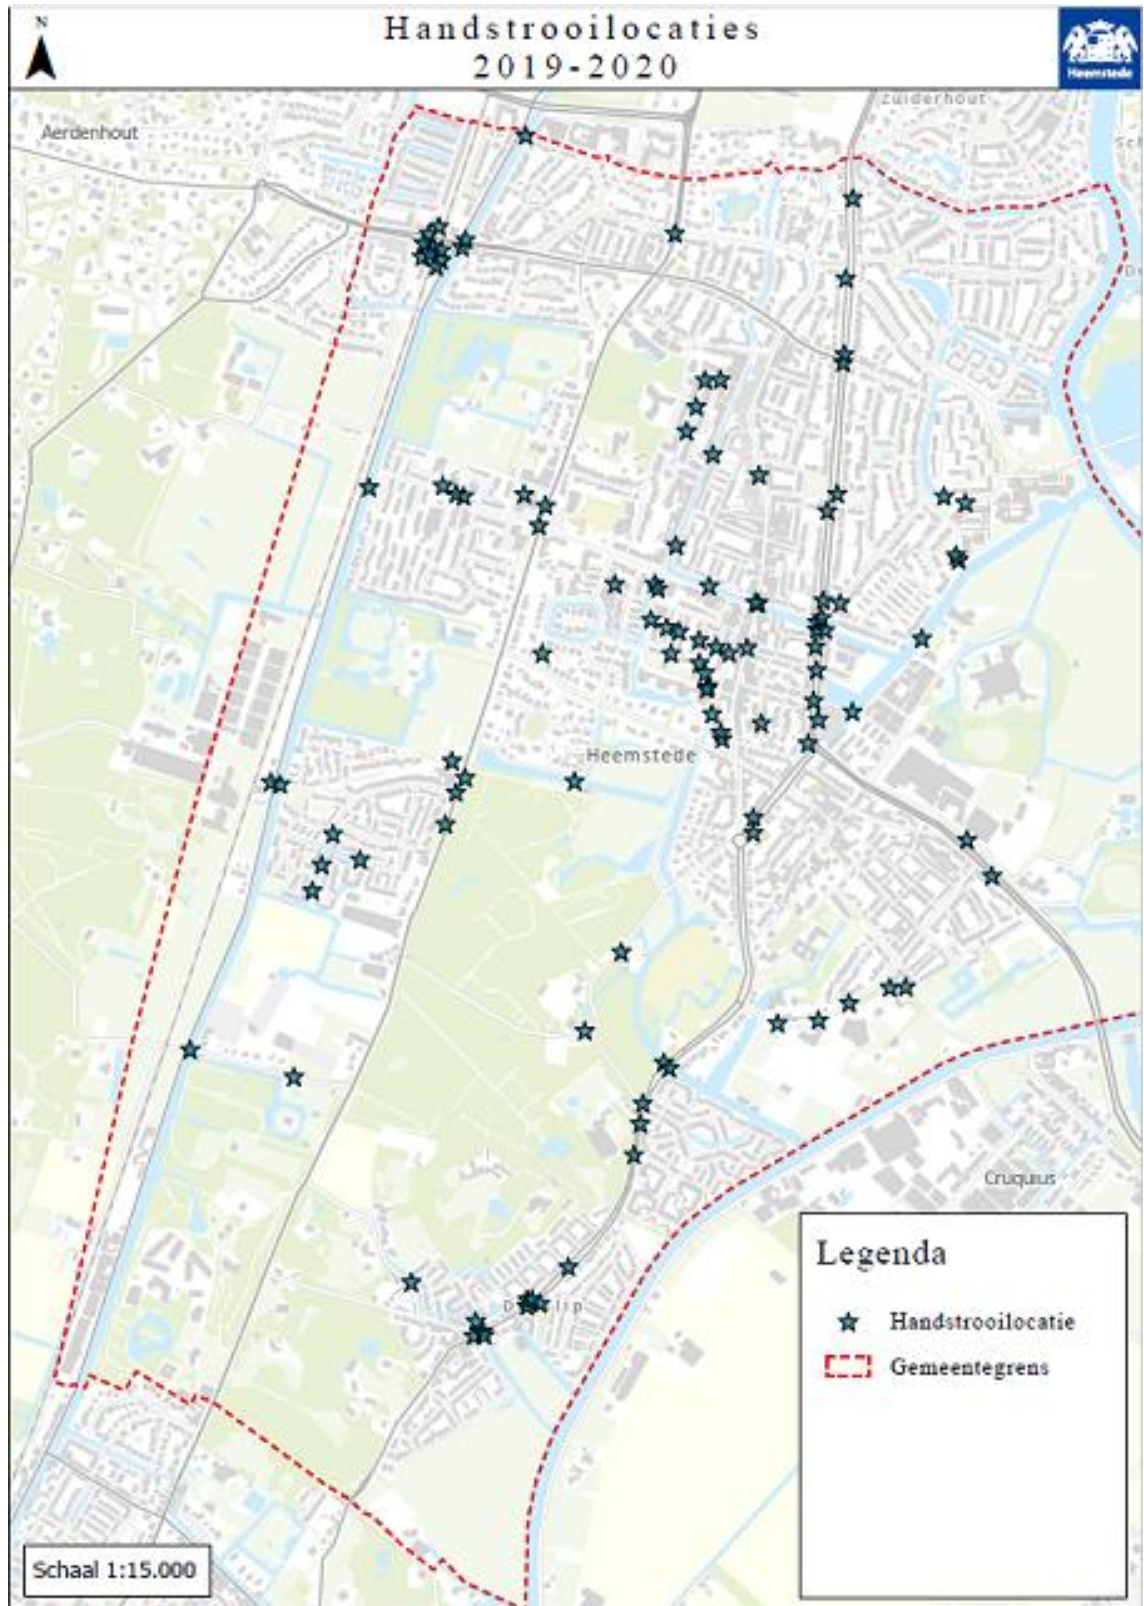 N
Handstrooilocaties
2019-2020
Heemstede
Zuiderhout
Aerdenhout
Heemstede
Cruquius
Legenda
Handstrooilocatie
Gemeentegrens
Schaal 1:15.000